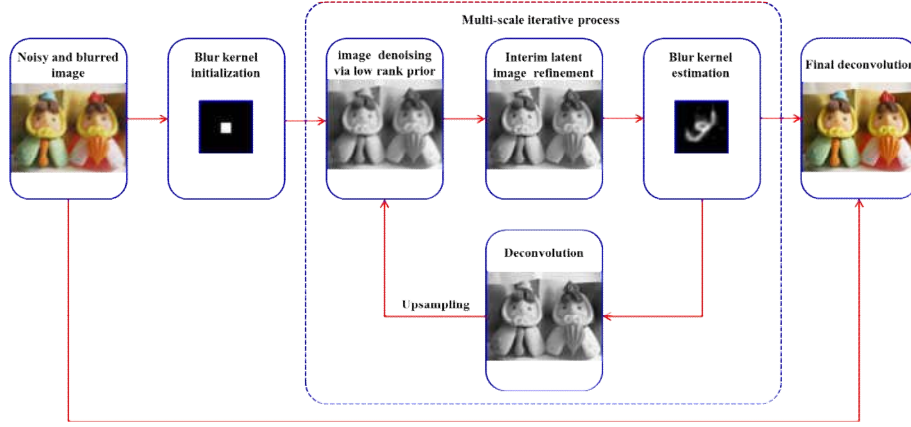 Multi-scale iterative process
Noisy and blurred
image
Blur kernel
initialization
image denoising
via low rank prior
Interim latent
image refinement
Blur kernel
estimation
Final deconvolution
Deconvolution
Upsampling